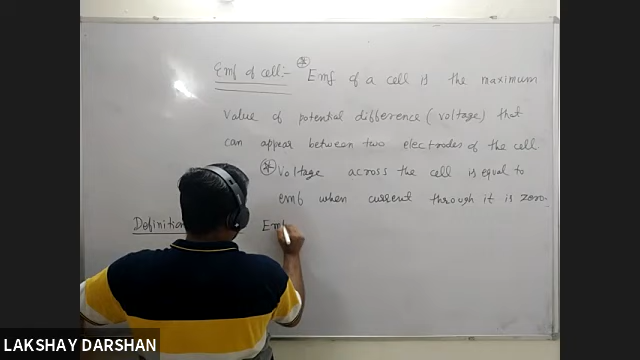 Emf of cell:- * Emf of a cell is the maximum
value of potential difference (voltage) that
can appear between two electrodes of the cell
* Voltage across the cell is equal to
emf when current through it is zero.
Definition Emf
LAKSHAY DARSHAN